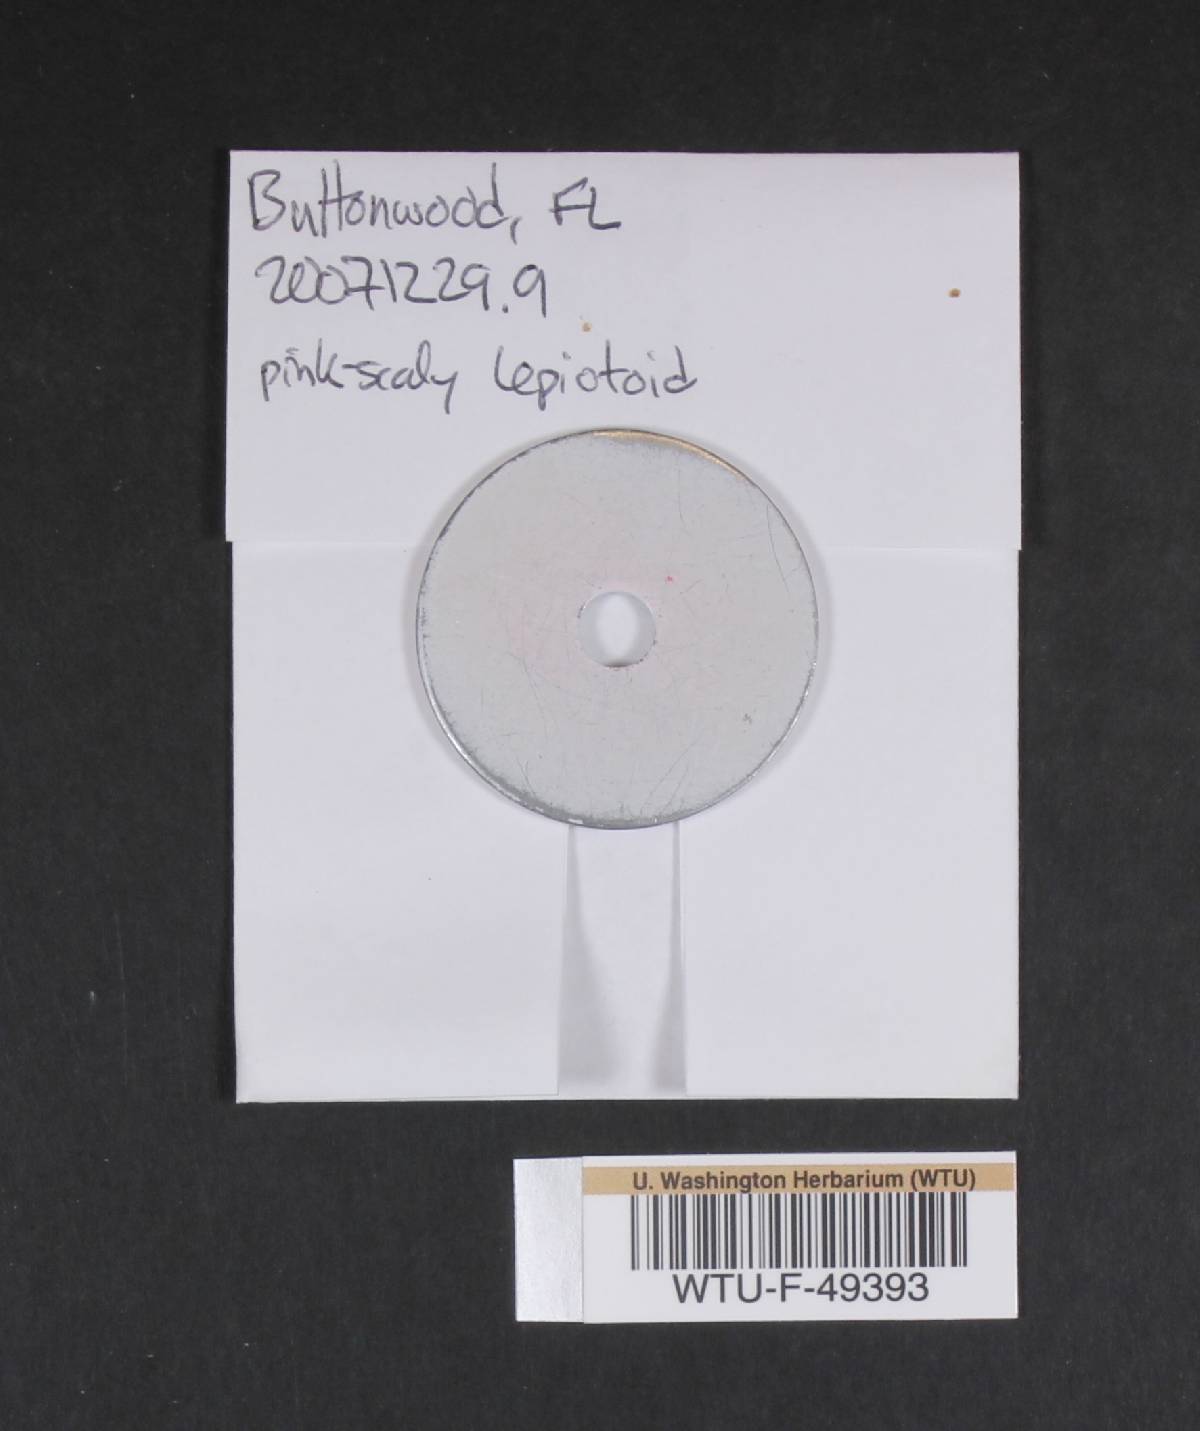 Buttonwood, FL
20071229.9
pink-scaly lepiotoid
U. Washington Herbarium (WTU)
WTU-F-49393